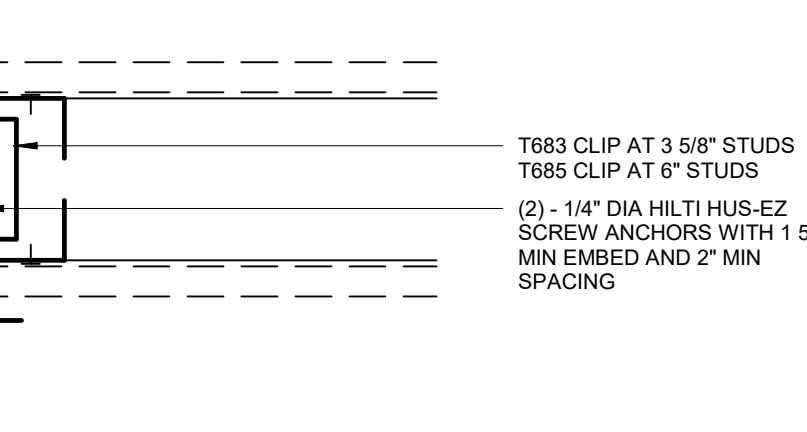 T683 CLIP AT 3 5/8" STUDS
T685 CLIP AT 6" STUDS
(2) - 1/4" DIA HILTI HUS-EZ
SCREW ANCHORS WITH 1 5
MIN EMBED AND 2" MIN
SPACING